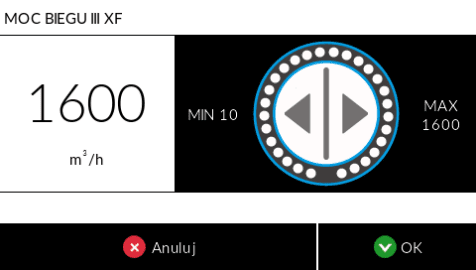 MOC BIEGU III XF
1600
m³/h
MIN 10
MAX
1600
Anuluj
OK